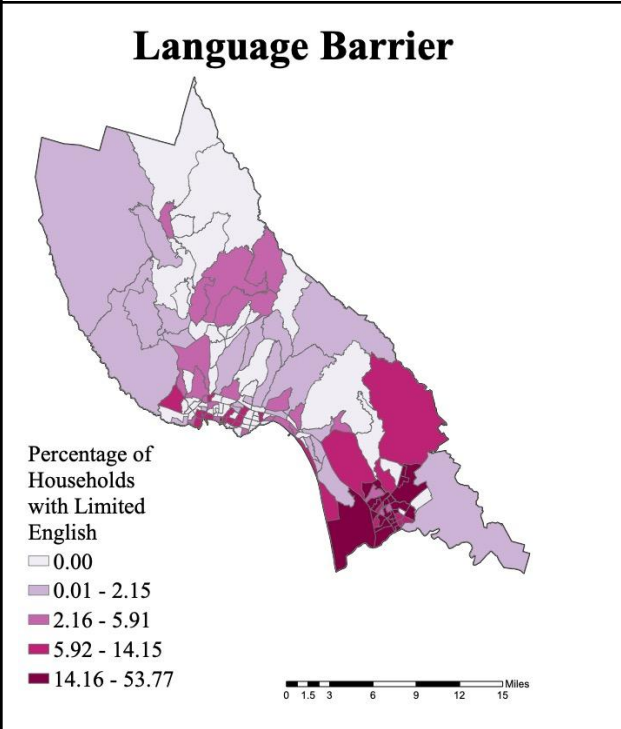 Language Barrier
Percentage of
Households
with Limited
English
0.00
0.01 - 2.15
2.16 - 5.91
5.92 - 14.15
14.16 - 53.77
Miles
0 1.5 3 6 9 12 15